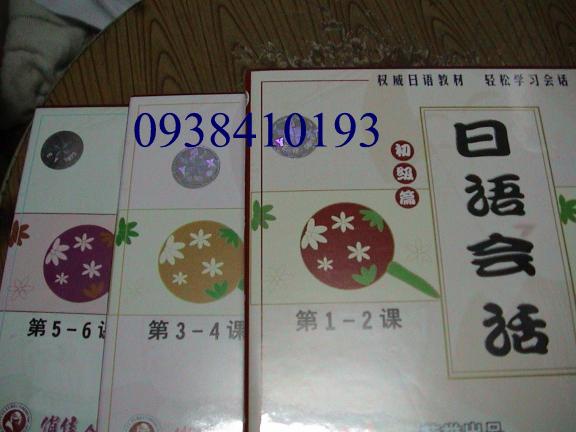 权威日语教材 轻松学习会话
0938410193
初级篇
日语会话
第1-2课
第3-4课
第5-6课